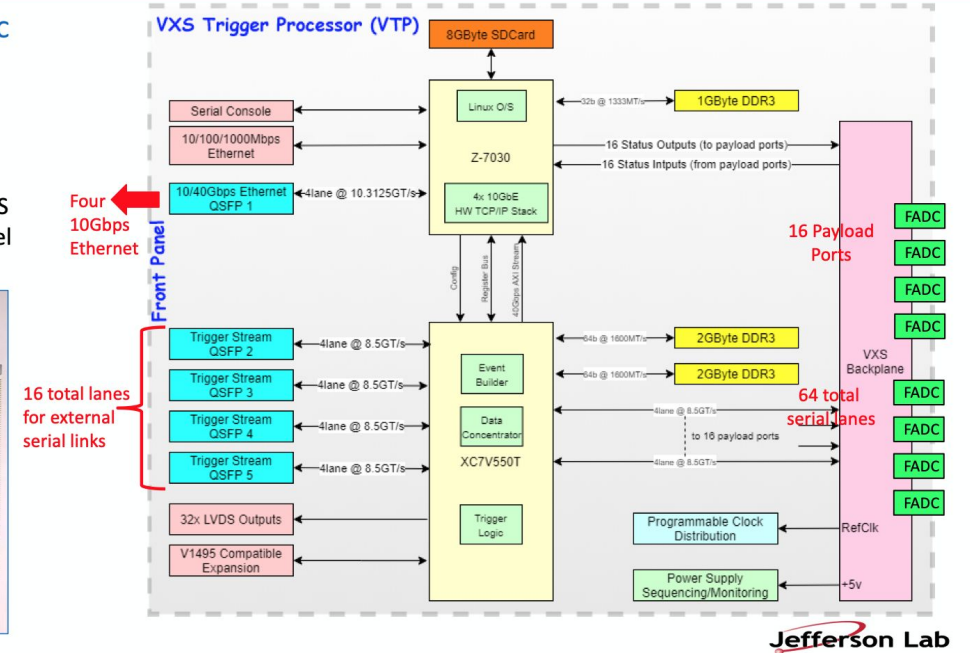 C
S
el
VXS Trigger Processor (VTP)
8GByte SDCard
Linux O/S
Z-7030
4x 10GbE
HW TCP/IP Stack
Serial Console
10/100/1000Mbps
Ethernet
10/40Gbps Ethernet
QSFP 1
4lane @ 10.3125GT/s
Four
10Gbps
Ethernet
Front Panel
32b @ 1333MT/s
1GByte DDR3
16 Status Outputs (to payload ports)
16 Status Intputs (from payload ports)
16 Payload
Ports
FADC
FADC
FADC
FADC
Config
Register Bus
40Gbps AXI Stream
Trigger Stream
QSFP 2
4lane @ 8.5GT/s
Trigger Stream
QSFP 3
4lane @ 8.5GT/s
Trigger Stream
QSFP 4
4lane @ 8.5GT/s
Trigger Stream
QSFP 5
4lane @ 8.5GT/s
16 total lanes
for external
serial links
Event
Builder
Data
Concentrator
XC7V550T
Trigger
Logic
64b @ 1600MT/s
2GByte DDR3
64b @ 1600MT/s
2GByte DDR3
VXS
Backplane
4lane @ 8.5GT/s
64 total
serial lanes
to 16 payload ports
4lane @ 8.5GT/s
FADC
FADC
FADC
FADC
32x LVDS Outputs
V1495 Compatible
Expansion
Programmable Clock
Distribution
RefClk
Power Supply
Sequencing/Monitoring
+5v
Jefferson Lab